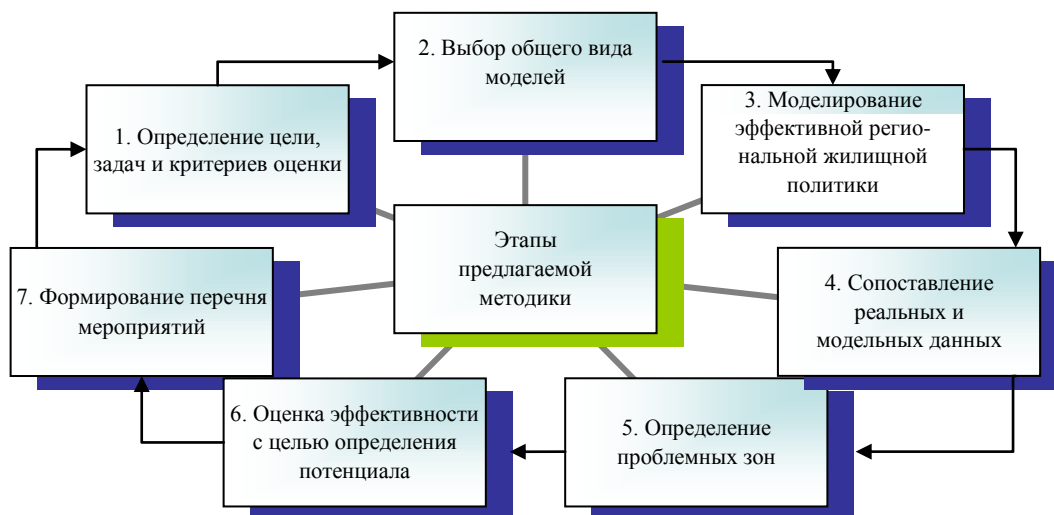 2. Выбор общего вида
моделей
1. Определение цели,
задач и критериев оценки
3. Моделирование
эффективной регио-
нальной жилищной
политики
Этапы
предлагаемой
методики
7. Формирование перечня
мероприятий
4. Сопоставление
реальных и
модельных данных
6. Оценка эффективности
с целью определения
потенциала
5. Определение
проблемных зон